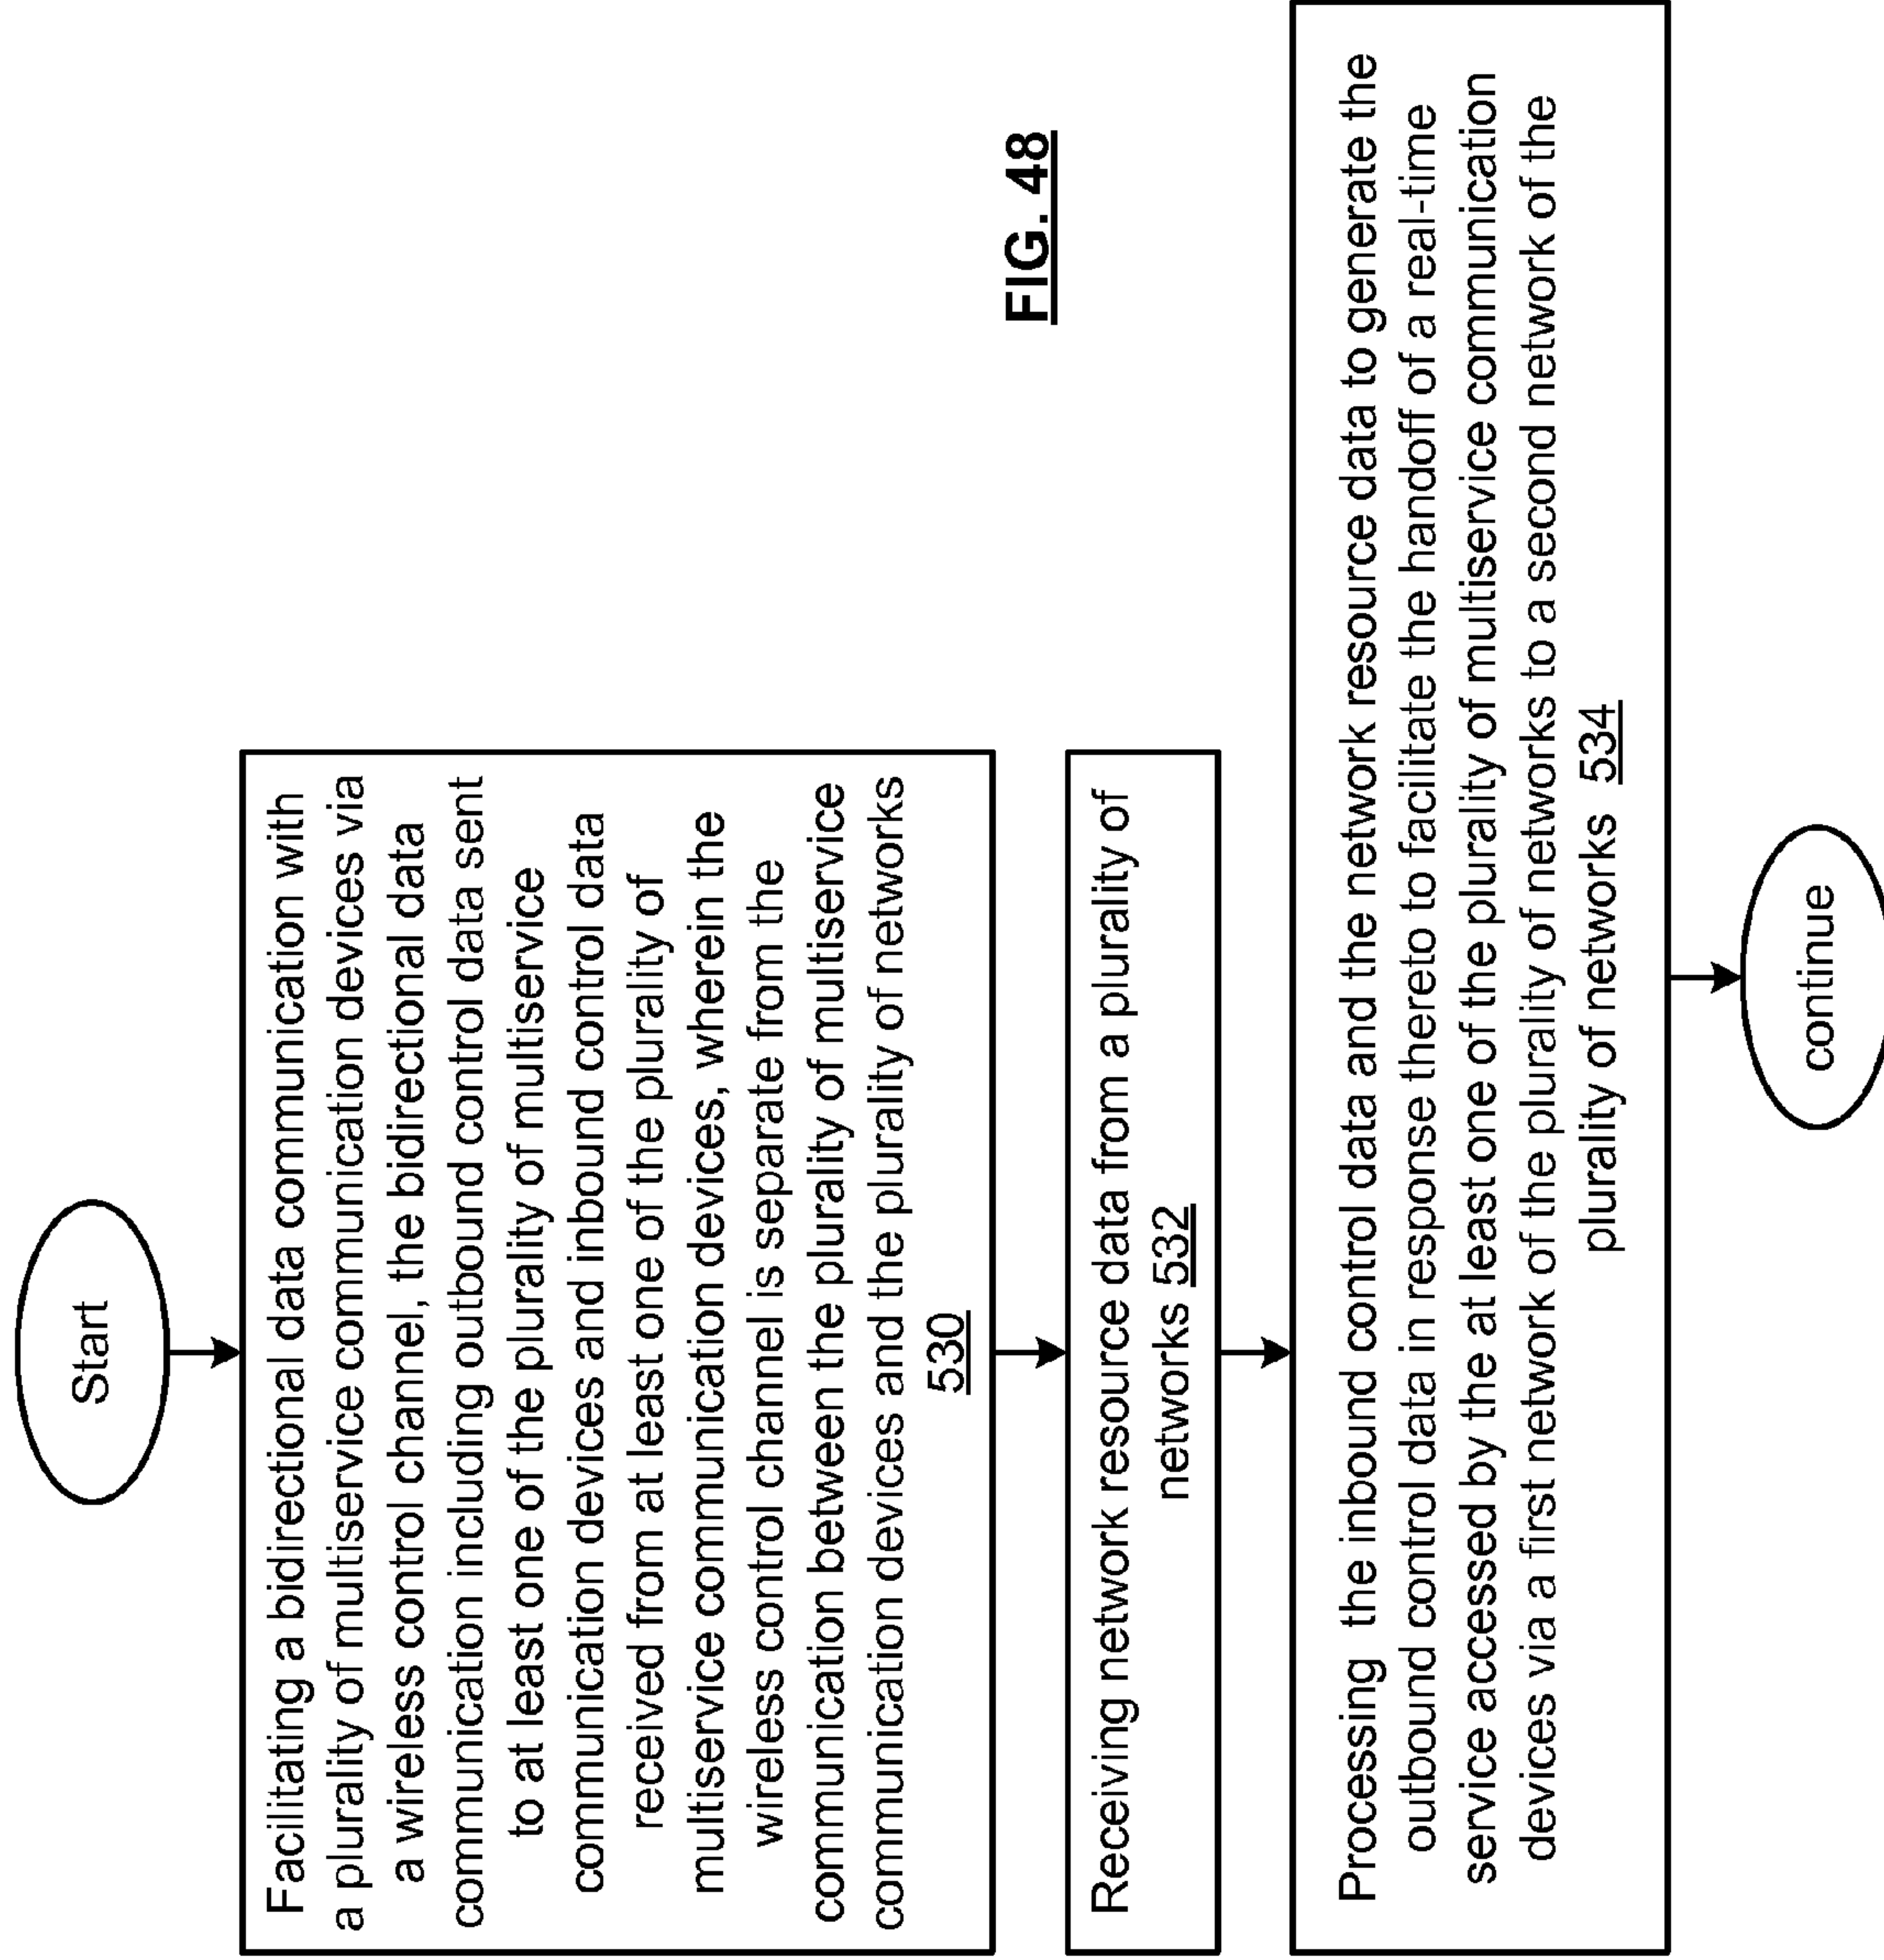 Start
Facilitating a bidirectional data communication with
a plurality of multiservice communication devices via
a wireless control channel, the bidirectional data
communication including outbound control data sent
to at least one of the plurality of multiservice
communication devices and inbound control data
received from at least one of the plurality of
multiservice communication devices, wherein the
wireless control channel is separate from the
communication between the plurality of multiservice
communication devices and the plurality of networks
530
Receiving network resource data from a plurality of
networks 532
Processing the inbound control data and the network resource data to generate the
outbound control data in response thereto to facilitate the handoff of a real-time
service accessed by the at least one of the plurality of multiservice communication
devices via a first network of the plurality of networks to a second network of the
plurality of networks 534
continue
FIG. 48